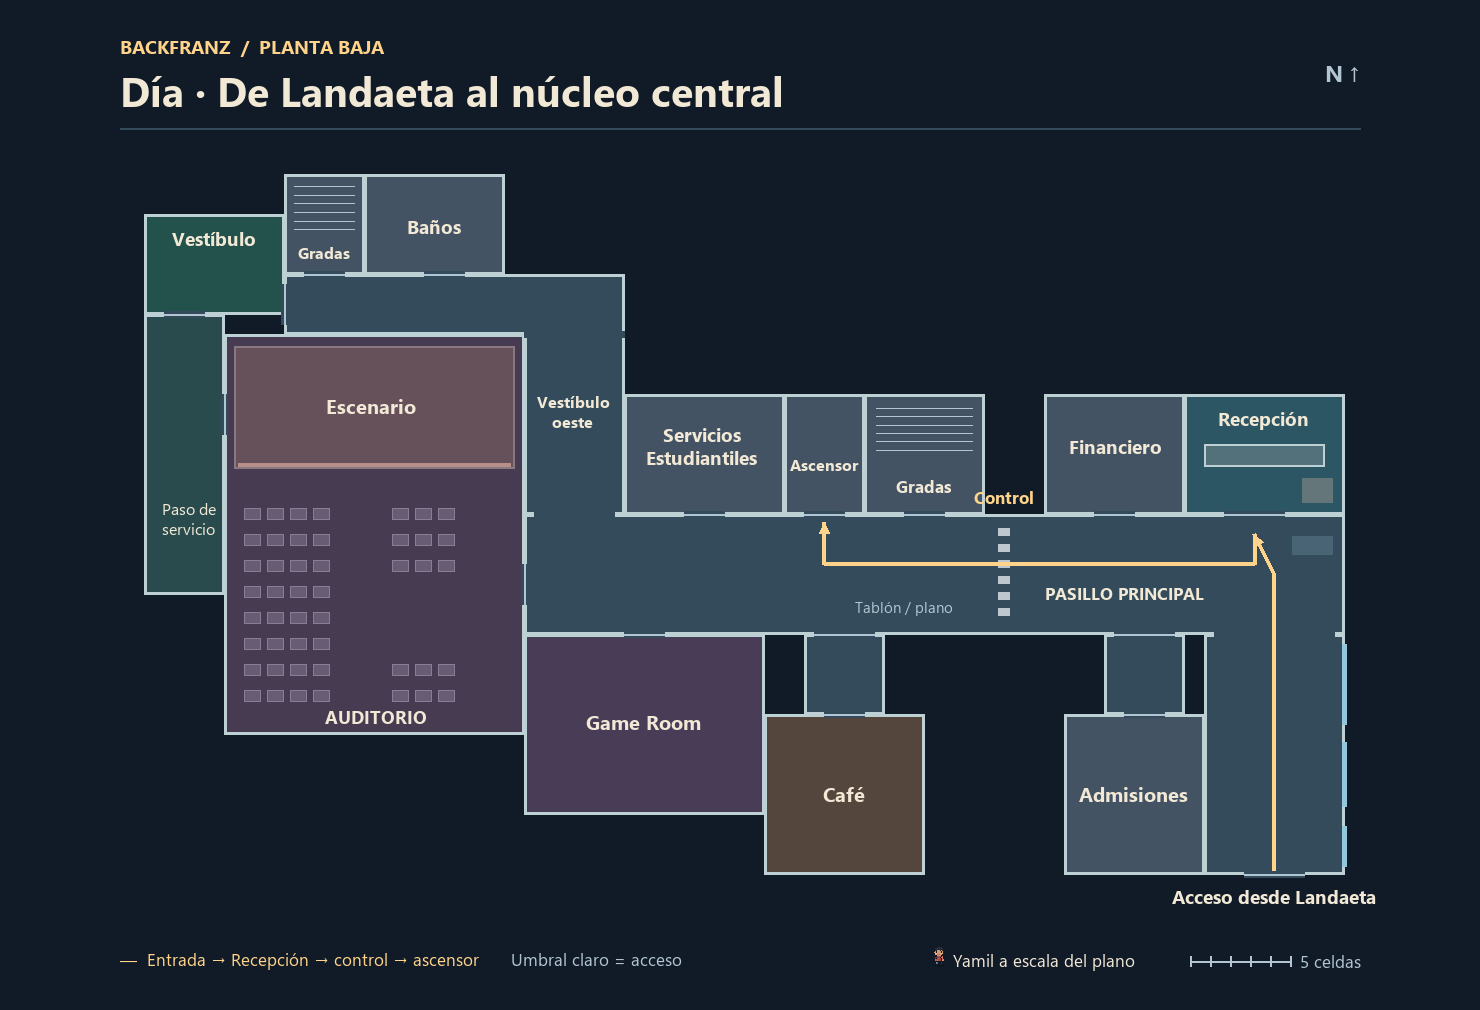 BACKFRANZ / PLANTA BAJA
Día · De Landaeta al núcleo central
N ↑
Vestíbulo
Gradas
Baños
Escenario
Vestíbulo
oeste
Paso de
servicio
AUDITORIO
Servicios
Estudiantiles
Ascensor
Gradas
Control
Financiero
Recepción
Tablón / plano
PASILLO PRINCIPAL
Game Room
Café
Admisiones
Acceso desde Landaeta
— Entrada → Recepción → control → ascensor
Umbral claro = acceso
Yamil a escala del plano
5 celdas